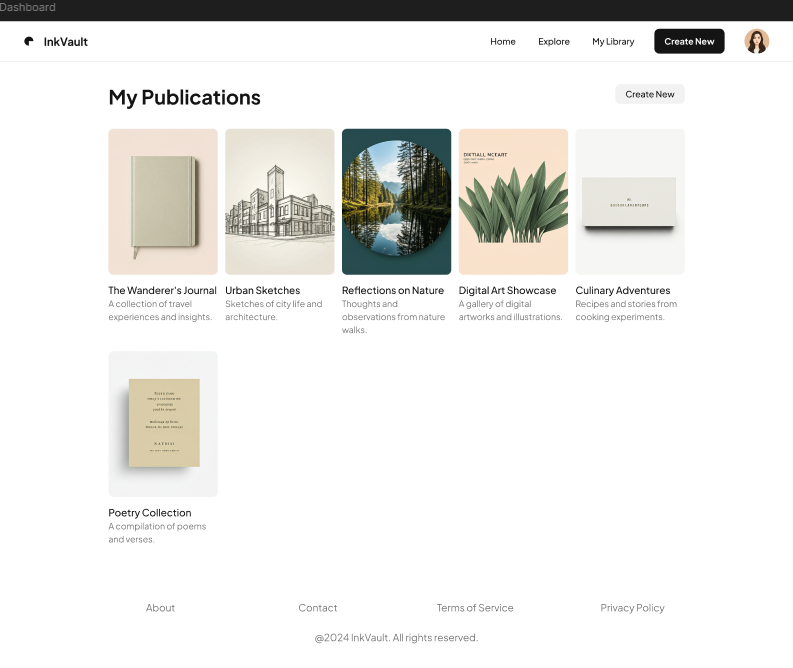 Dashboard
InkVault
Home
Explore
My Library
Create New
My Publications
Create New
The Wanderer's Journal
A collection of travel
experiences and insights.
Urban Sketches
Sketches of city life and
architecture.
Reflections on Nature
Thoughts and
observations from nature
walks.
Digital Art Showcase
A gallery of digital
artworks and illustrations.
Culinary Adventures
Recipes and stories from
cooking experiments.
Poetry Collection
A compilation of poems
and verses.
About
Contact
Terms of Service
Privacy Policy
@2024 InkVault. All rights reserved.